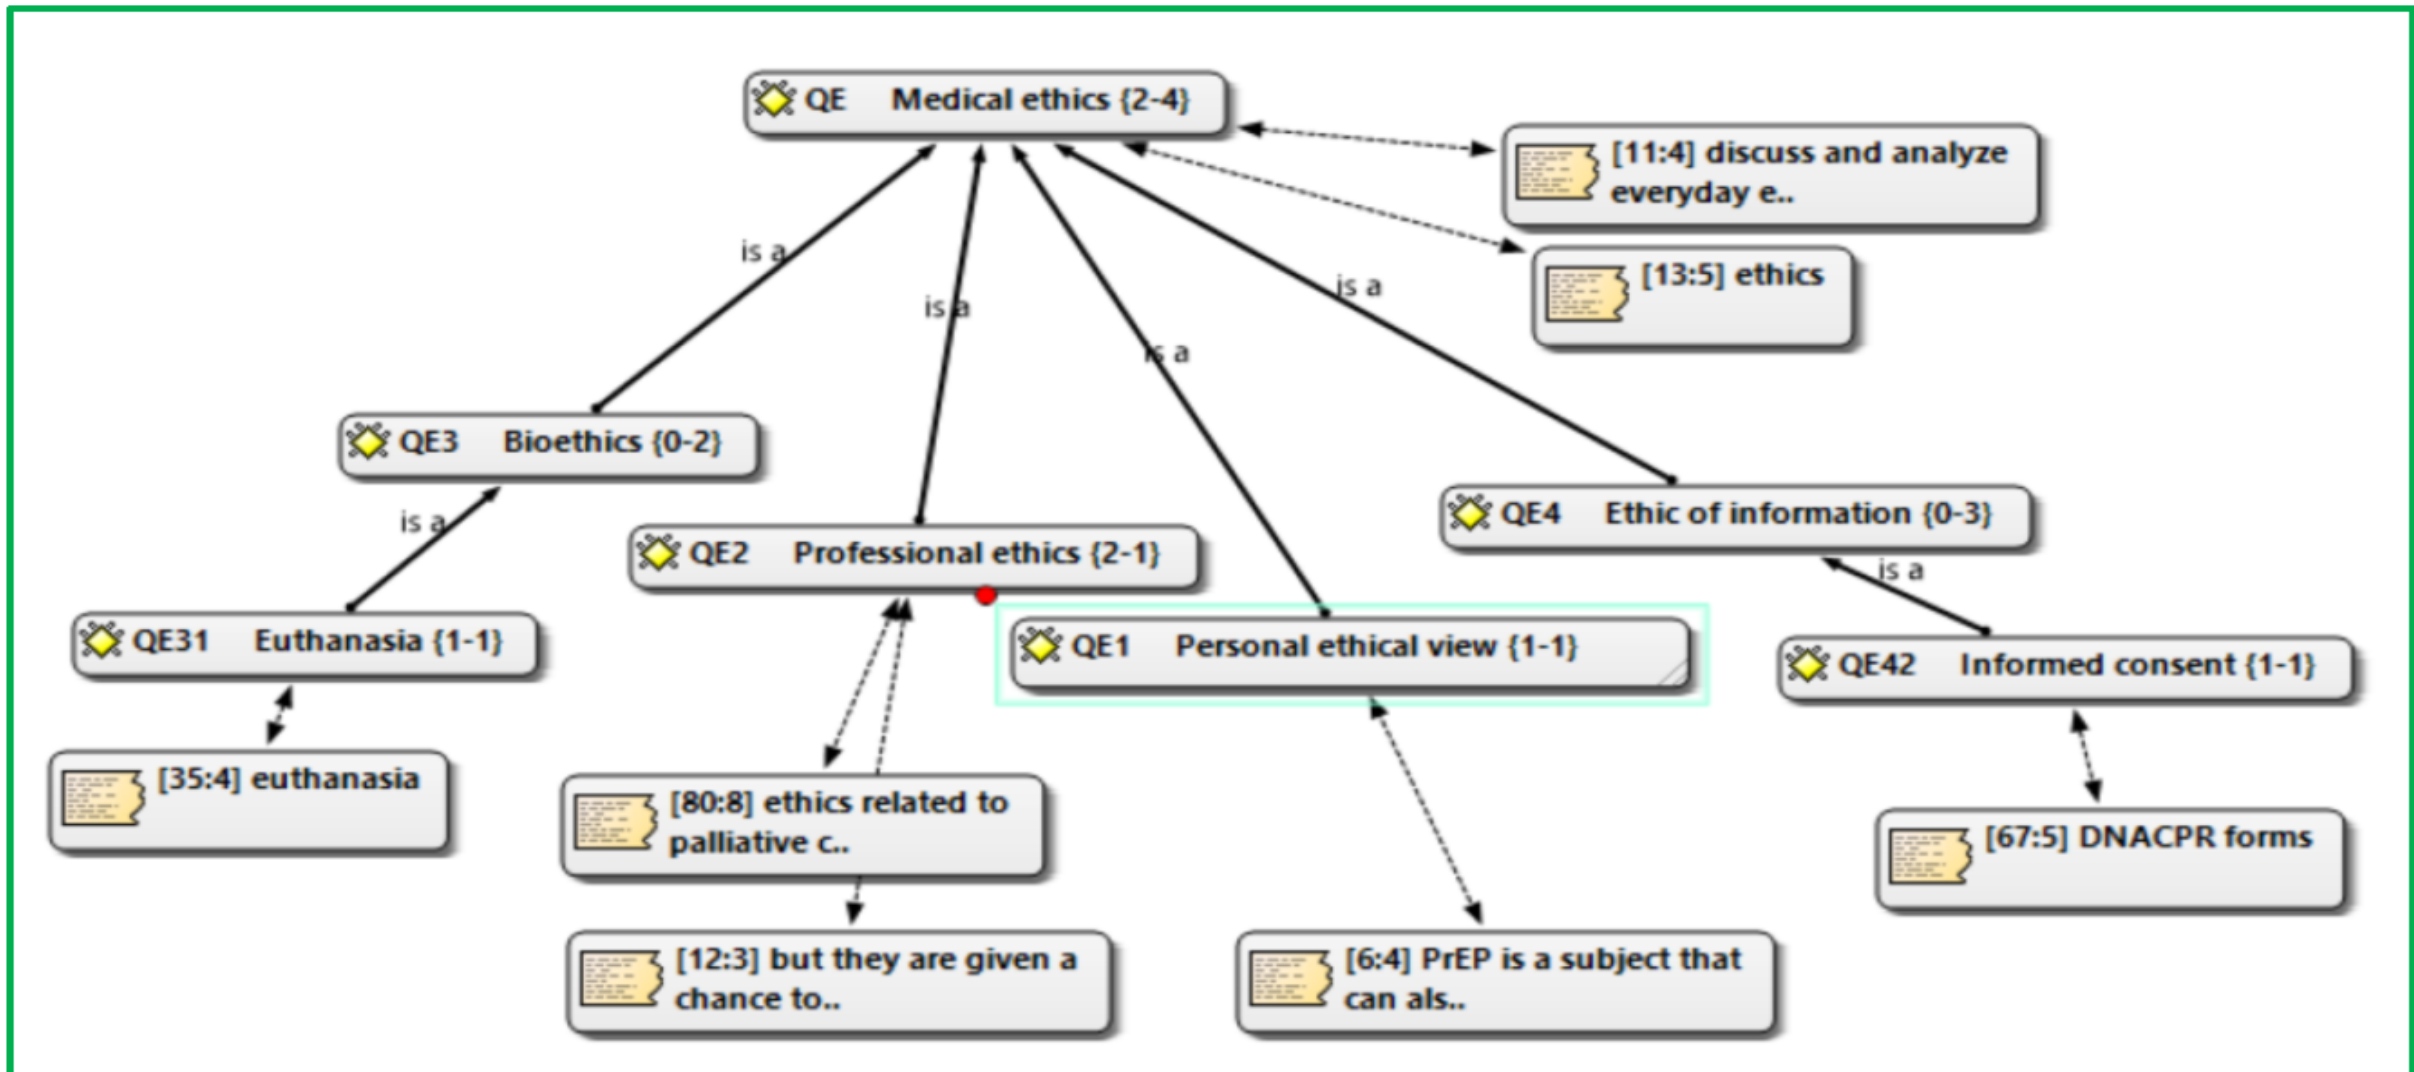 QE Medical ethics {2-4}
[11:4] discuss and analyze
everyday e..
[13:5] ethics
is a
is a
is a
is a
QE3 Bioethics {0-2}
is a
QE4 Ethic of information {0-3}
QE2 Professional ethics {2-1}
is a
QE31 Euthanasia {1-1}
QE1 Personal ethical view {1-1}
QE42 Informed consent {1-1}
[35:4] euthanasia
[80:8] ethics related to
palliative c..
[67:5] DNACPR forms
[12:3] but they are given a
chance to..
[6:4] PrEP is a subject that
can als..